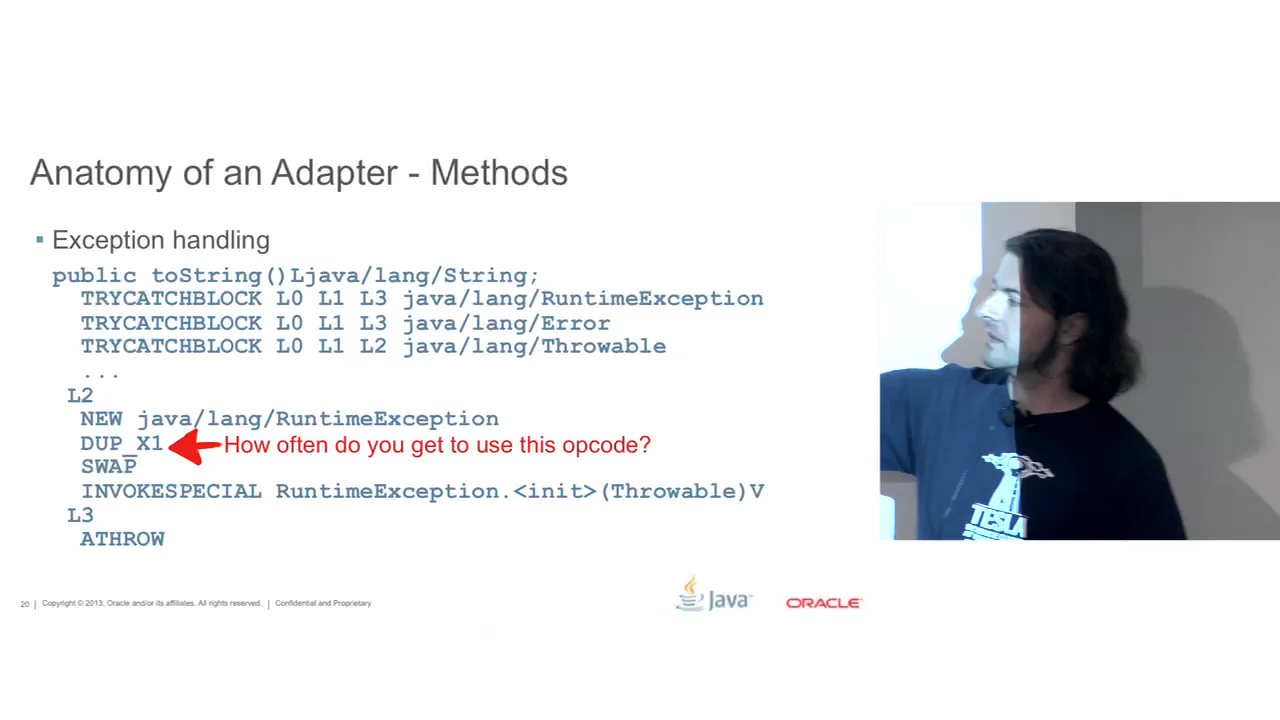 Anatomy of an Adapter - Methods
▪ Exception handling
public toString()Ljava/lang/String;
TRYCATCHBLOCK L0 L1 L3 java/lang/RuntimeException
TRYCATCHBLOCK L0 L1 L3 java/lang/Error
TRYCATCHBLOCK L0 L1 L2 java/lang/Throwable
...
L2
NEW java/lang/RuntimeException
DUP_X1 How often do you get to use this opcode?
SWAP
INVOKESPECIAL RuntimeException.<init>(Throwable)V
L3
ATHROW
20 | Copyright © 2013, Oracle and/or its affiliates. All rights reserved. | Confidential and Proprietary
Java
ORACLE
TESLA